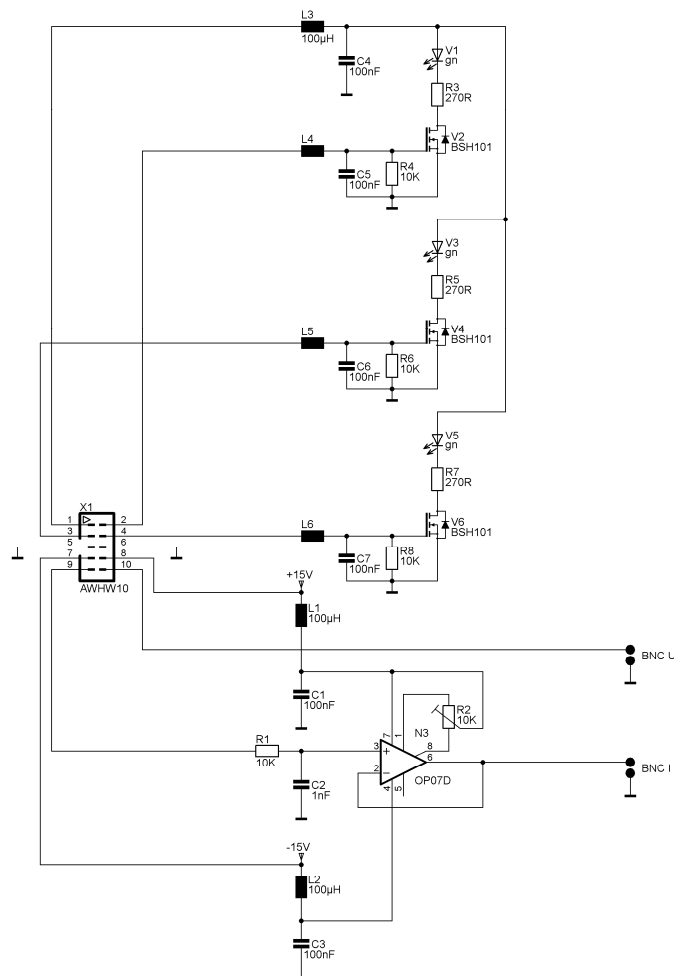 L3
100µH
C4
100nF
V1
gn
R3
270R
V2
BSH101
L4
C5
100nF
R4
10K
V3
gn
R5
270R
L5
V4
BSH101
C6
100nF
R6
10K
V5
gn
R7
270R
X1
1 2
3 4
5 6
7 8
9 10
AWHW10
L6
V6
BSH101
C7
100nF
R8
10K
+15V
L1
100µH
BNC U
C1
100nF
R2
10K
N3
7
1
R1
10K
3
+
8
6
2
−
4
5
OP07D
BNC I
C2
1nF
-15V
L2
100µH
C3
100nF